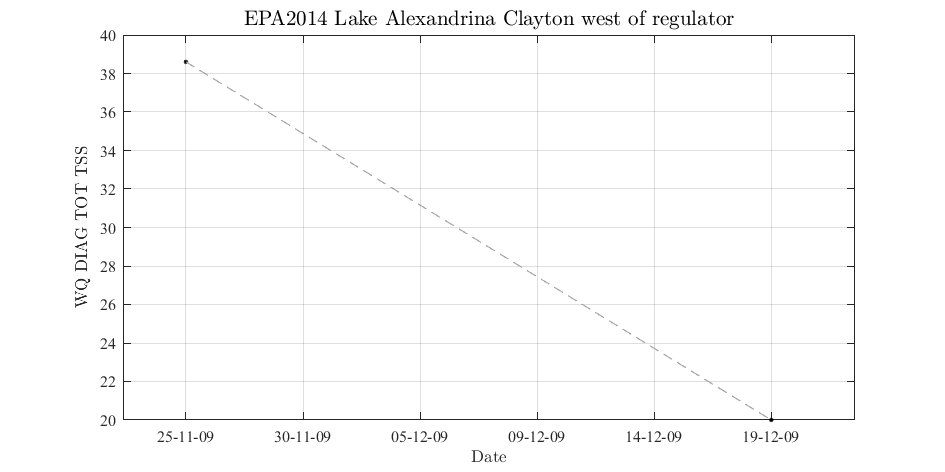 EPA2014 Lake Alexandrina Clayton west of regulator
40
38
36
34
32
30
28
26
24
22
20
WQ DIAG TOT TSS
25-11-09 30-11-09 05-12-09 09-12-09 14-12-09 19-12-09
Date